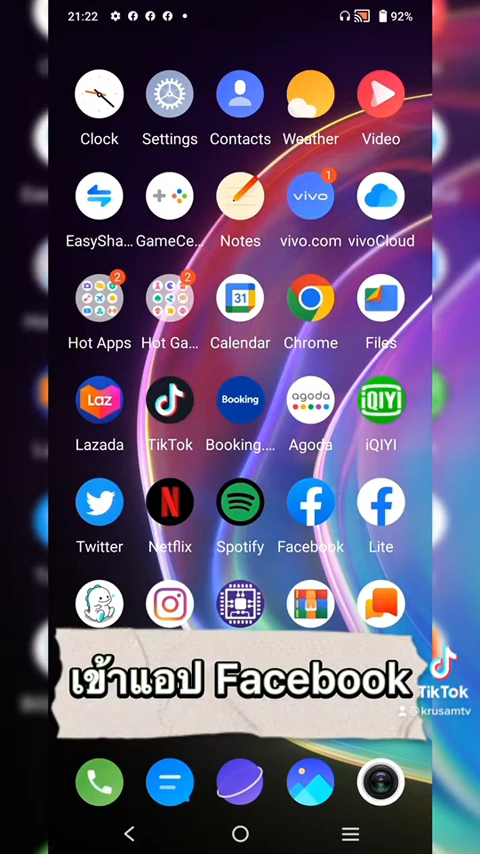 21:22
92%
Clock Settings Contacts Weather Video
1
vivo
EasySha... GameCe... Notes vivo.com vivoCloud
2 2
31
Hot Apps Hot Ga... Calendar Chrome Files
Laz Booking agoda iQIYI
Lazada TikTok Booking.... Agoda iQIYI
Twitter Netflix Spotify Facebook Lite
เข้าแอป Facebook
TikTok
@krusamtv